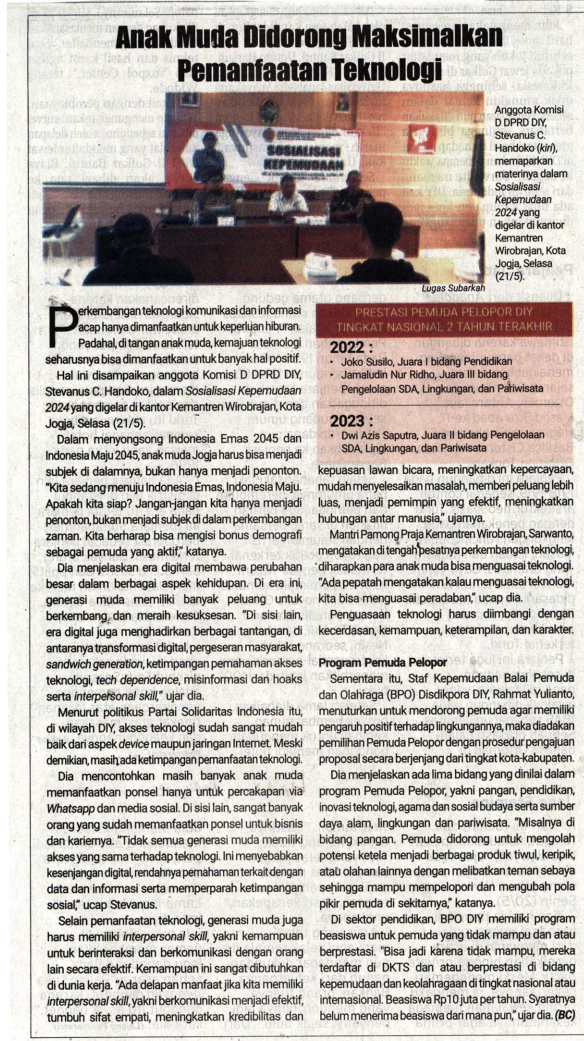 Anak Muda Didorong Maksimalkan
Pemanfaatan Teknologi
SOSIALISASI
KEPEMUDAAN
Anggota Komisi
D DPRD DIY,
Stevanus C.
Handoko (kiri),
memaparkan
materinya dalam
Sosialisasi
Kepemudaan
2024 yang
digelar di kantor
Kemantren
Wirobrajan, Kota
Jogja, Selasa
(21/5).
Lugas Subarkah
Perkembangan teknologi komunikasi dan informasi
acap hanya dimanfaatkan untuk keperluan hiburan.
Padahal, di tangan anak muda, kemajuan teknologi
seharusnya bisa dimanfaatkan untuk banyak hal positif.
Hal ini disampaikan anggota Komisi D DPRD DIY,
Stevanus C. Handoko, dalam Sosialisasi Kepemudaan
2024 yang digelar di kantor Kemantren Wirobrajan, Kota
Jogja, Selasa (21/5).
Dalam menyongsong Indonesia Emas 2045 dan
Indonesia Maju 2045, anak muda Jogja harus bisa menjadi
subjek di dalamnya, bukan hanya menjadi penonton.
"Kita sedang menuju Indonesia Emas, Indonesia Maju.
Apakah kita siap? Jangan-jangan kita hanya menjadi
penonton, bukan menjadi subjek di dalam perkembangan
zaman. Kita berharap bisa mengisi bonus demografi
sebagai pemuda yang aktif," katanya.
Dia menjelaskan era digital membawa perubahan
besar dalam berbagai aspek kehidupan. Di era ini,
generasi muda memiliki banyak peluang untuk
berkembang dan meraih kesuksesan. "Di sisi lain,
era digital juga menghadirkan berbagai tantangan, di
antaranya transformasi digital, pergeseran masyarakat,
sandwich generation, ketimpangan pemahaman akses
teknologi, tech dependence, misinformasi dan hoaks
serta interpersonal skill," ujar dia.
Menurut politikus Partai Solidaritas Indonesia itu,
di wilayah DIY, akses teknologi sudah sangat mudah
baik dari aspek device maupun jaringan Internet. Meski
demikian, masih ada ketimpangan pemanfaatan teknologi.
Dia mencontohkan masih banyak anak muda
memanfaatkan ponsel hanya untuk percakapan via
Whatsapp dan media sosial. Di sisi lain, sangat banyak
orang yang sudah memanfaatkan ponsel untuk bisnis
dan kariernya. "Tidak semua generasi muda memiliki
akses yang sama terhadap teknologi. Ini menyebabkan
kesenjangan digital, rendahnya pemahaman terkait dengan
data dan informasi serta memperparah ketimpangan
sosial," ucap Stevanus.
Selain pemanfaatan teknologi, generasi muda juga
harus memiliki interpersonal skill, yakni kemampuan
untuk berinteraksi dan berkomunikasi dengan orang
lain secara efektif. Kemampuan ini sangat dibutuhkan
di dunia kerja. "Ada delapan manfaat jika kita memiliki
interpersonal skill, yakni berkomunikasi menjadi efektif,
tumbuh sifat empati, meningkatkan kredibilitas dan
PRESTASI PEMUDA PELOPOR DIY
TINGKAT NASIONAL 2 TAHUN TERAKHIR
2022 :
• Joko Susilo, Juara I bidang Pendidikan
• Jamaludin Nur Ridho, Juara III bidang
Pengelolaan SDA, Lingkungan, dan Pariwisata
2023 :
• Dwi Azis Saputra, Juara II bidang Pengelolaan
SDA, Lingkungan, dan Pariwisata
kepuasan lawan bicara, meningkatkan kepercayaan,
mudah menyelesaikan masalah, memberi peluang lebih
luas, menjadi pemimpin yang efektif, meningkatkan
hubungan antar manusia," ujarnya.
Mantri Pamong Praja Kemantren Wirobrajan, Sarwanto,
mengatakan di tengah pesatnya perkembangan teknologi,
diharapkan para anak muda bisa menguasai teknologi.
"Ada pepatah mengatakan kalau menguasai teknologi,
kita bisa menguasai peradaban," ucap dia.
Penguasaan teknologi harus diimbangi dengan
kecerdasan, kemampuan, keterampilan, dan karakter.
Program Pemuda Pelopor
Sementara itu, Staf Kepemudaan Balai Pemuda
dan Olahraga (BPO) Disdikpora DIY, Rahmat Yulianto,
menuturkan untuk mendorong pemuda agar memiliki
pengaruh positif terhadap lingkungannya, maka diadakan
pemilihan Pemuda Pelopor dengan prosedur pengajuan
proposal secara berjenjang dari tingkat kota-kabupaten.
Dia menjelaskan ada lima bidang yang dinilai dalam
program Pemuda Pelopor, yakni pangan, pendidikan,
inovasi teknologi, agama dan sosial budaya serta sumber
daya alam, lingkungan dan pariwisata. "Misalnya di
bidang pangan. Pemuda didorong untuk mengolah
potensi ketela menjadi berbagai produk tiwul, keripik,
atau olahan lainnya dengan melibatkan teman sebaya
sehingga mampu mempelopori dan mengubah pola
pikir pemuda di sekitarnya," katanya.
Di sektor pendidikan, BPO DIY memiliki program
beasiswa untuk pemuda yang tidak mampu dan atau
berprestasi. "Bisa jadi karena tidak mampu, mereka
terdaftar di DKTS dan atau berprestasi di bidang
kepemudaan dan keolahragaan di tingkat nasional atau
internasional. Beasiswa Rp10 juta per tahun. Syaratnya
belum menerima beasiswa dari mana pun," ujar dia. (BC)